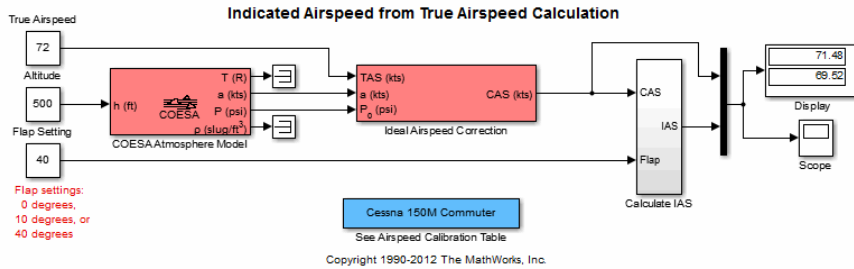 Indicated Airspeed from True Airspeed Calculation
True Airspeed
72
Altitude
500
Flap Setting
40
Flap settings:
0 degrees,
10 degrees, or
40 degrees
h (ft)
COESA
T (R)
a (kts)
P (psi)
ρ (slug/ft³)
COESA Atmosphere Model
TAS (kts)
a (kts)
P₀ (psi)
CAS (kts)
Ideal Airspeed Correction
CAS
IAS
Flap
Calculate IAS
71.48
69.52
Display
Scope
Cessna 150M Commuter
See Airspeed Calibration Table
Copyright 1990-2012 The MathWorks, Inc.